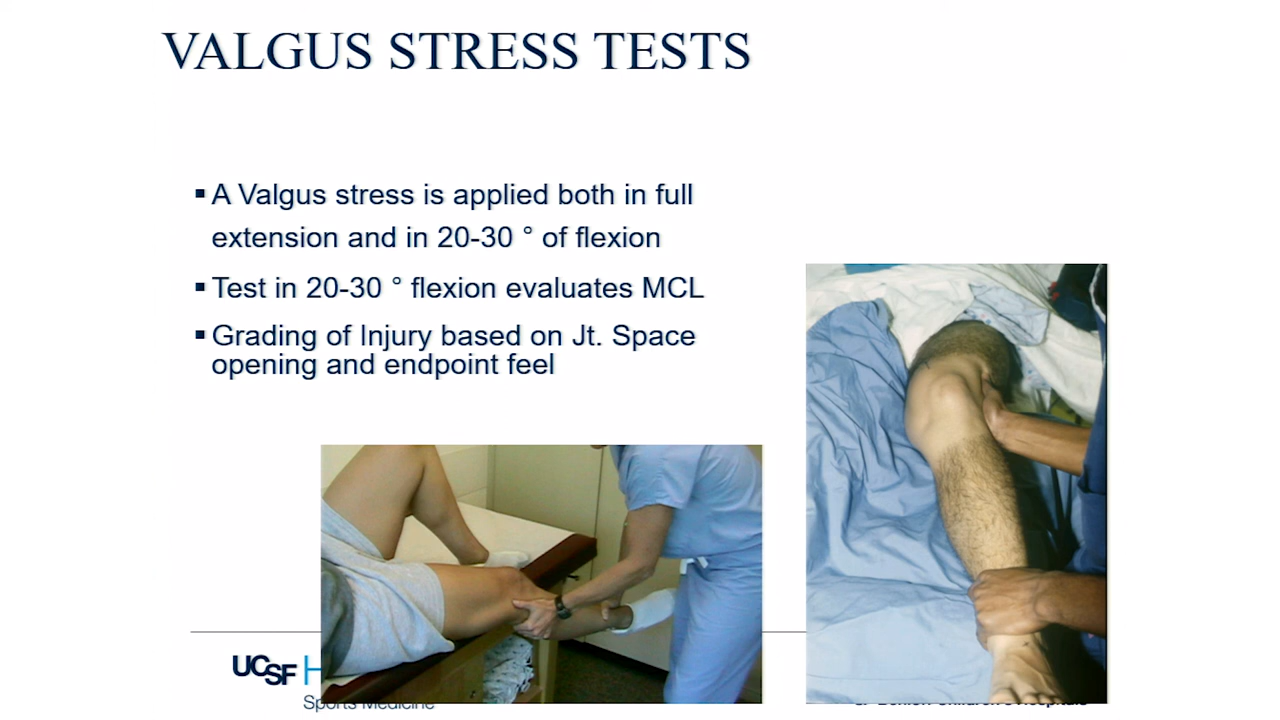 VALGUS STRESS TESTS
▪ A Valgus stress is applied both in full
extension and in 20-30 ° of flexion
▪ Test in 20-30 ° flexion evaluates MCL
▪ Grading of Injury based on Jt. Space
opening and endpoint feel
UCSF H
Sports Medicine